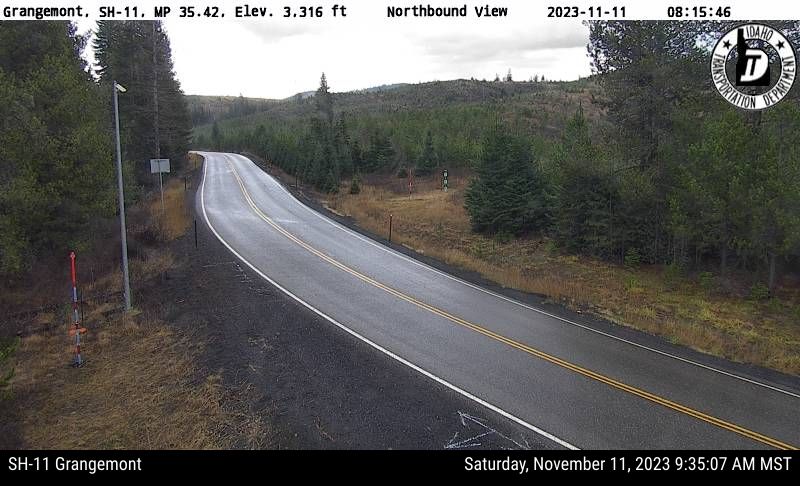 Grangemont, SH-11, MP 35.42, Elev. 3,316 ft Northbound View 2023-11-11 08:15:46
IDAHO
TRANSPORTATION DEPARTMENT
SH-11 Grangemont Saturday, November 11, 2023 9:35:07 AM MST